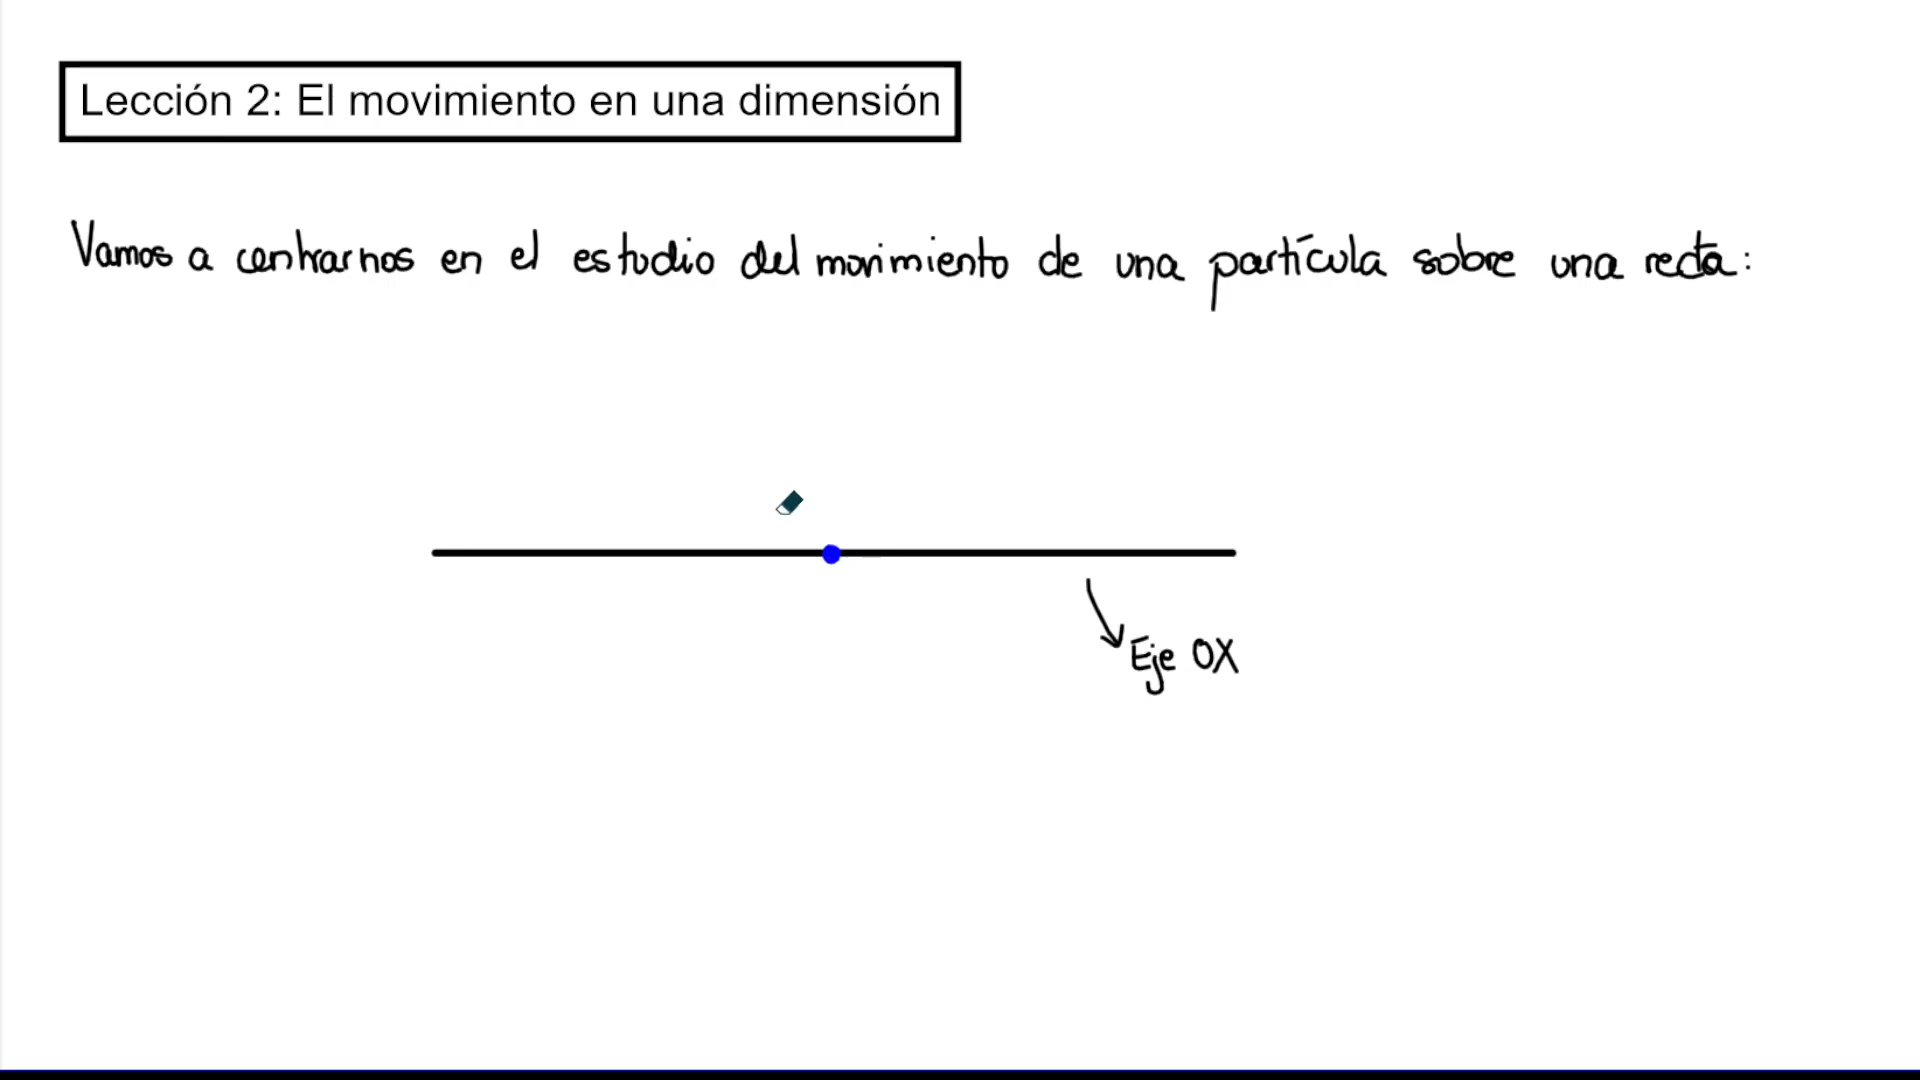 Lección 2: El movimiento en una dimensión
Vamos a centrarnos en el estudio del movimiento de una partícula sobre una recta:
Eje OX